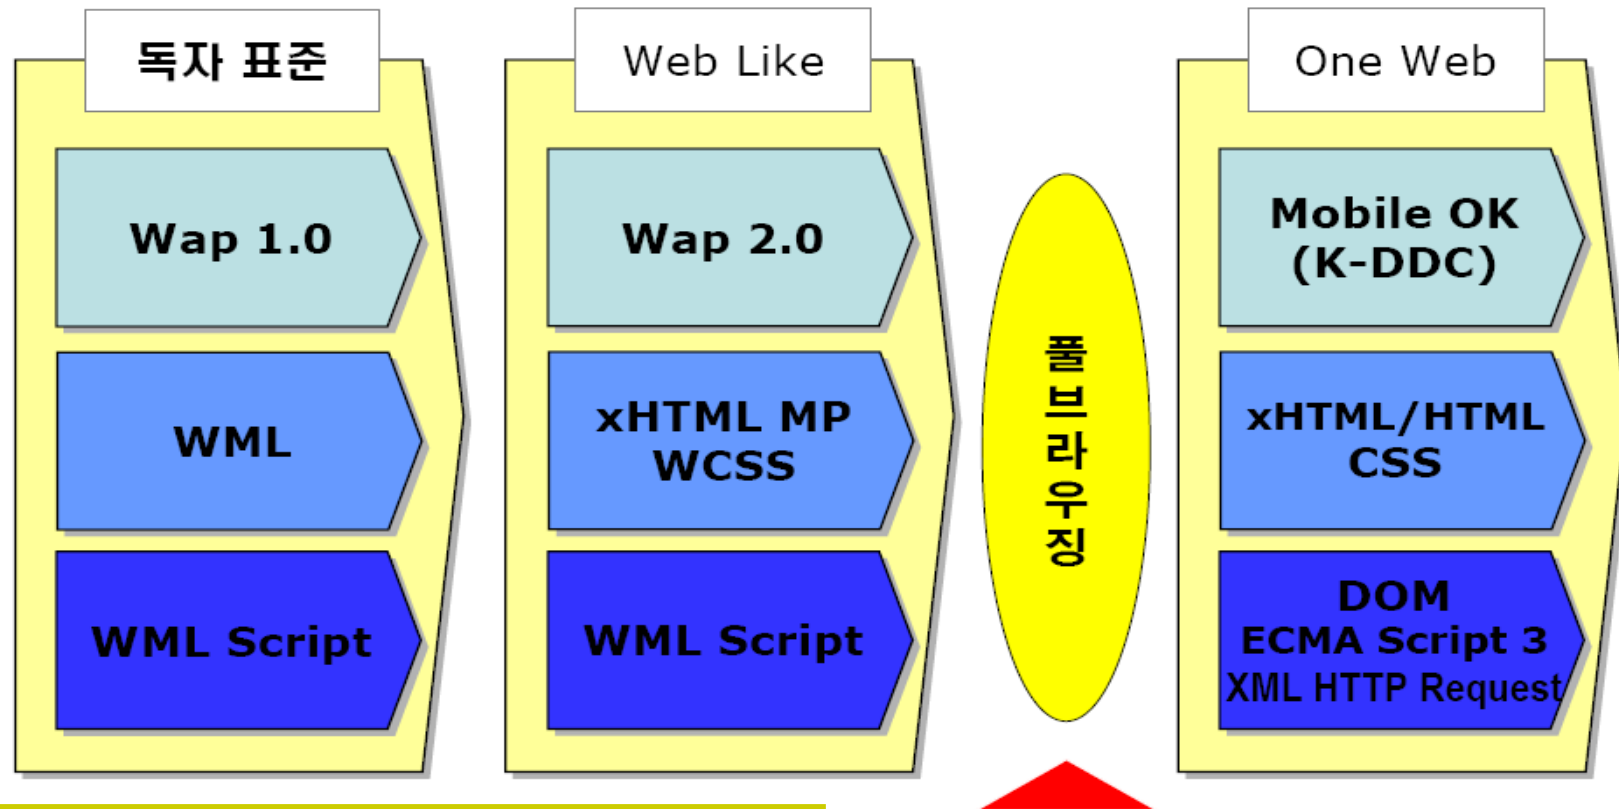 독자 표준
Wap 1.0
WML
WML Script
Web Like
Wap 2.0
xHTML MP
WCSS
WML Script
풀
브
라
우
징
One Web
Mobile OK
(K-DDC)
xHTML/HTML
CSS
DOM
ECMA Script 3
XML HTTP Request